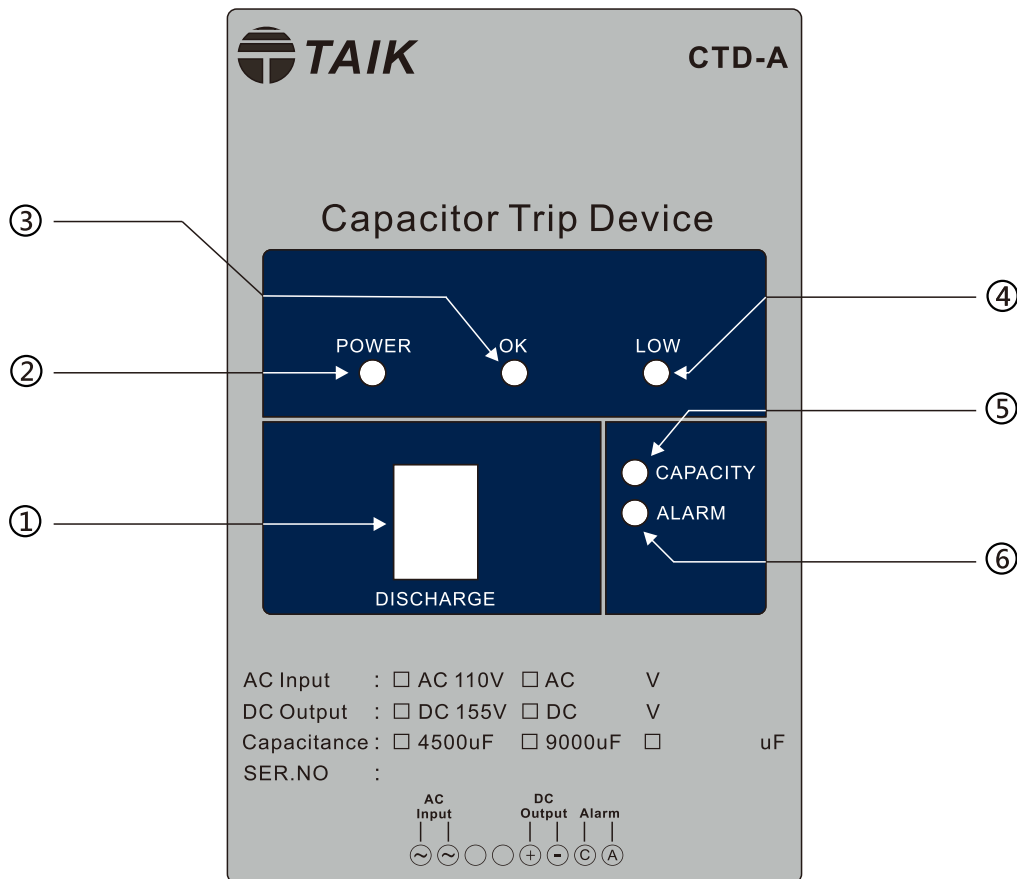 TAIK
CTD-A
Capacitor Trip Device
③
④
POWER
OK
LOW
②
⑤
CAPACITY
①
ALARM
⑥
DISCHARGE
AC Input : □ AC 110V □ AC V
DC Output : □ DC 155V □ DC V
Capacitance : □ 4500uF □ 9000uF □ uF
SER.NO :
AC Input
DC Output
Alarm
~ ~ + - C A